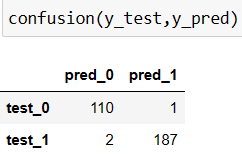 confusion(y_test,y_pred)
pred_0 pred_1
test_0 110 1
test_1 2 187